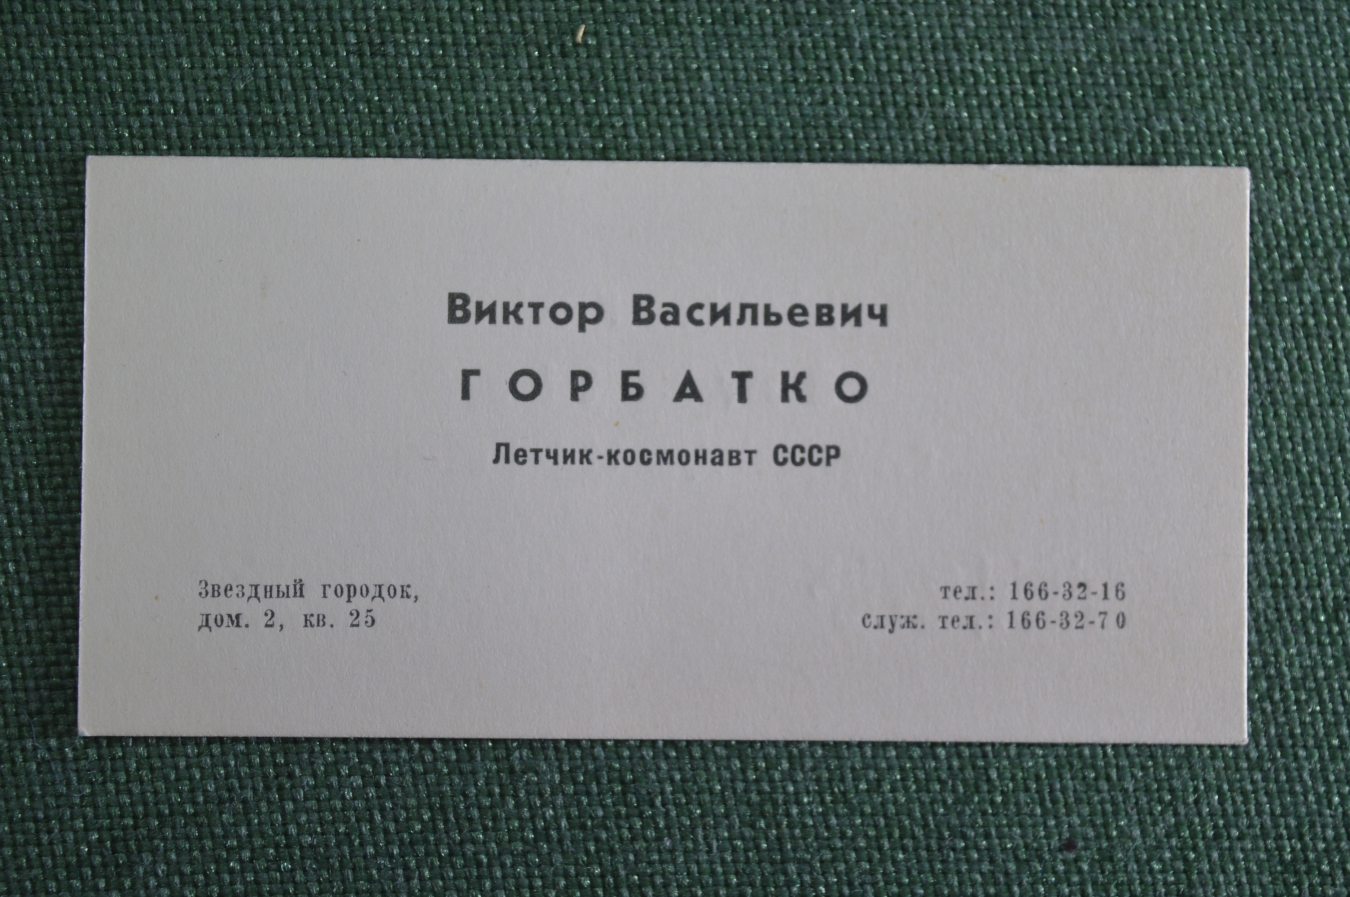 Виктор Васильевич
ГОРБАТКО
Летчик-космонавт СССР
Звездный городок,
дом. 2, кв. 25
тел.: 166-32-16
служ. тел.: 166-32-70